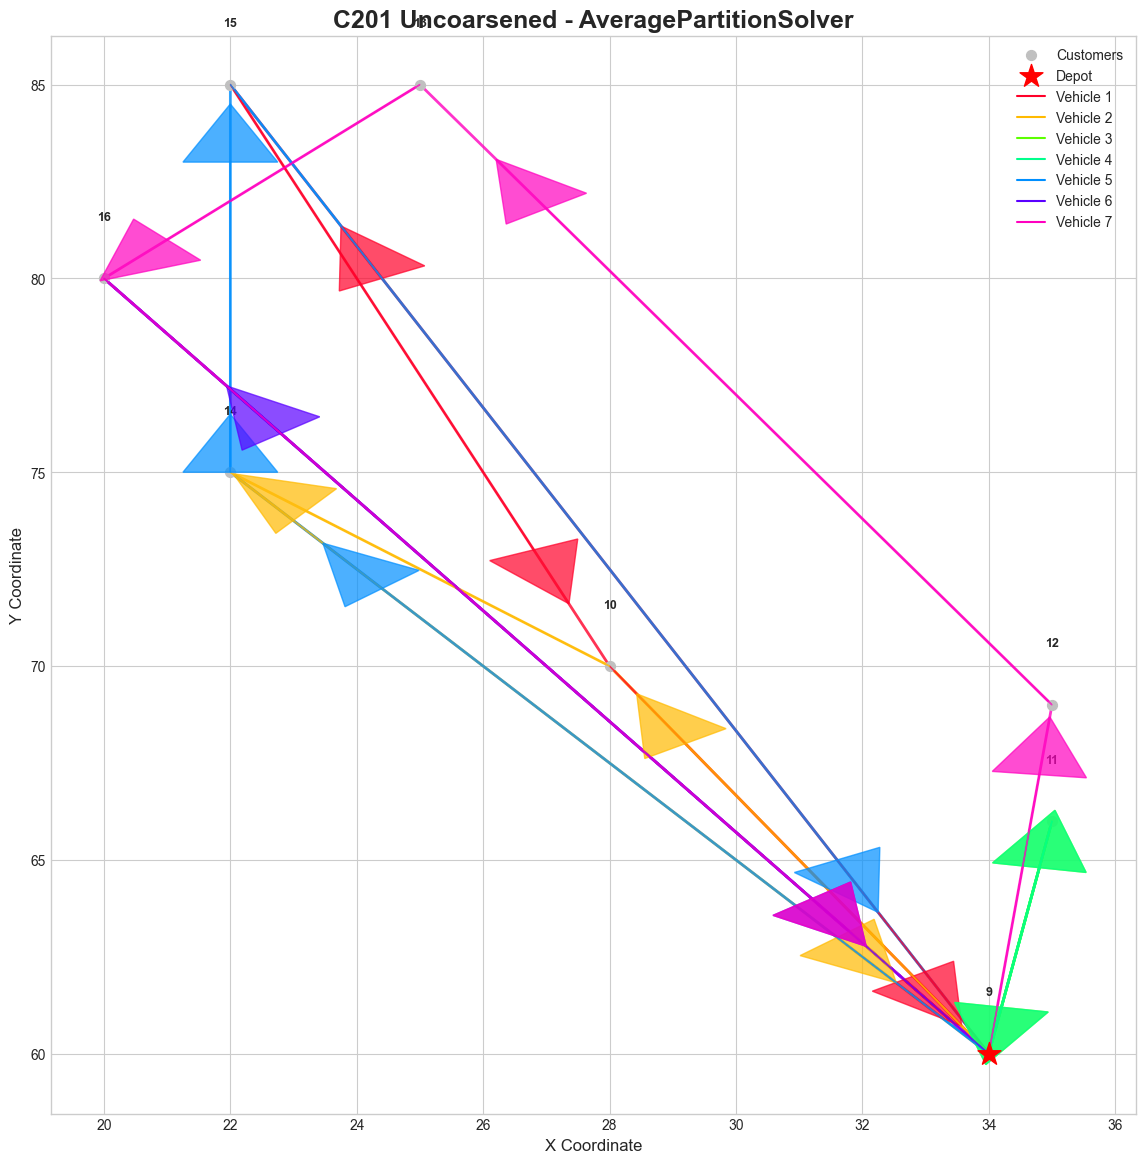 C201 Uncoarsened - AveragePartitionSolver
15
Customers
Depot
Vehicle 1
Vehicle 2
Vehicle 3
Vehicle 4
Vehicle 5
Vehicle 6
Vehicle 7
85
16
80
14
75
10
12
70
11
65
9
60
Y Coordinate
20
22
24
26
28
30
32
34
36
X Coordinate